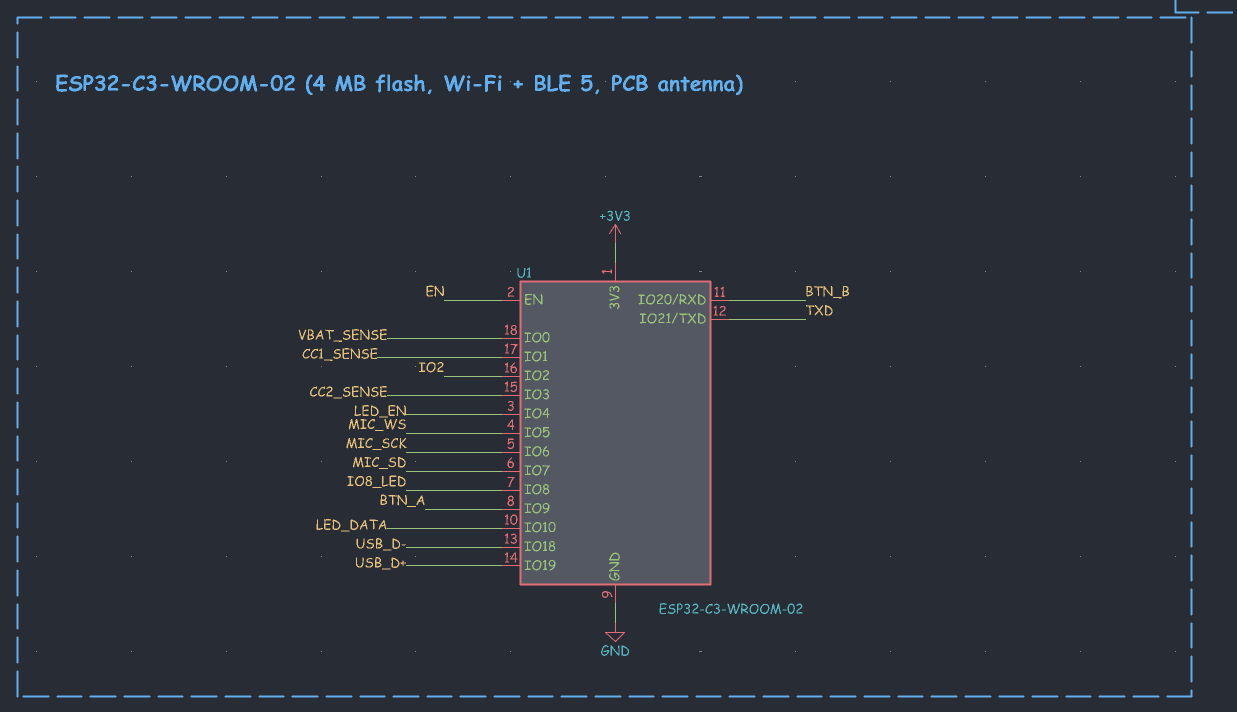 ESP32-C3-WROOM-02 (4 MB flash, Wi-Fi + BLE 5, PCB antenna)
+3V3
U1
1
3V3
EN
2
EN
IO20/RXD
11
BTN_B
IO21/TXD
12
TXD
VBAT_SENSE
18
IO0
CC1_SENSE
17
IO1
IO2
16
IO2
CC2_SENSE
15
IO3
LED_EN
3
IO4
MIC_WS
4
IO5
MIC_SCK
5
IO6
MIC_SD
6
IO7
IO8_LED
7
IO8
BTN_A
8
IO9
LED_DATA
10
IO10
USB_D-
13
IO18
USB_D+
14
IO19
GND
9
ESP32-C3-WROOM-02
GND